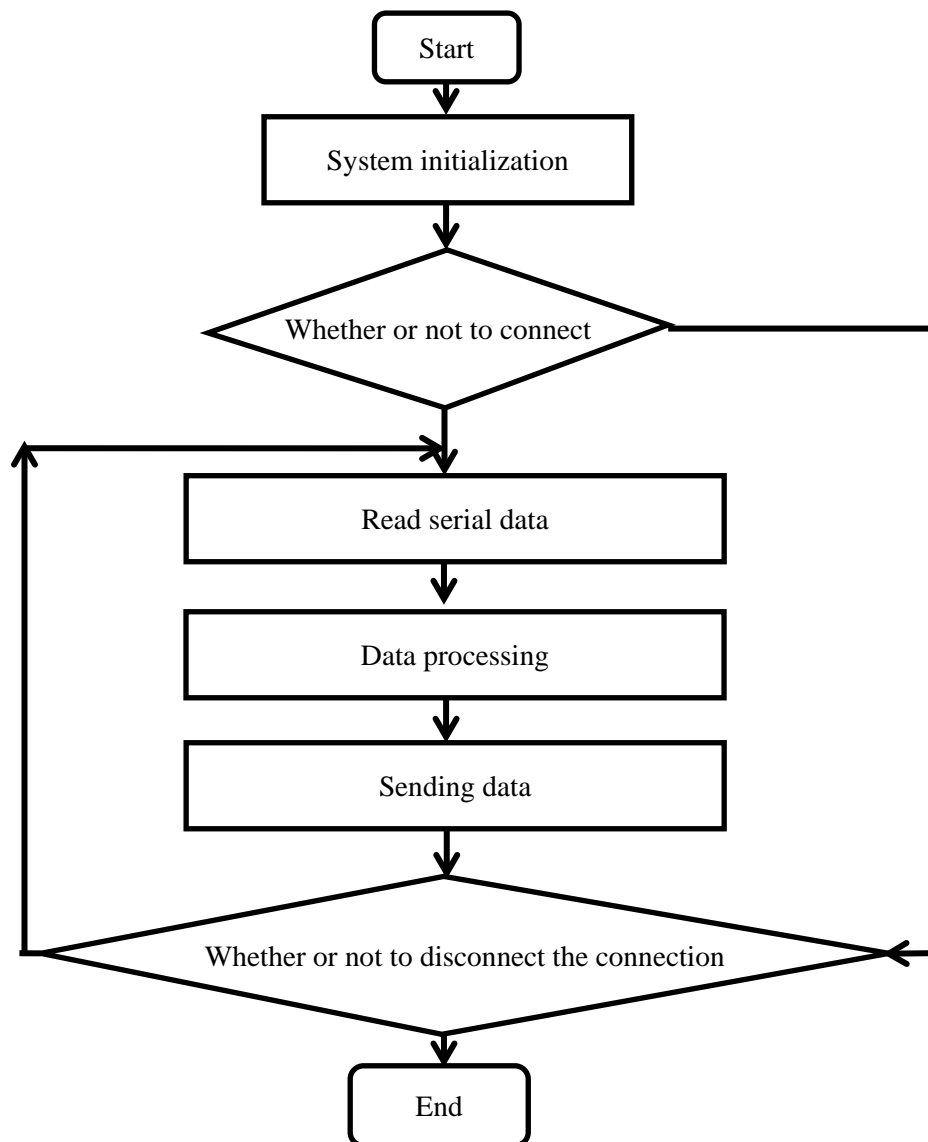 Start
System initialization
Whether or not to connect
Read serial data
Data processing
Sending data
Whether or not to disconnect the connection
End